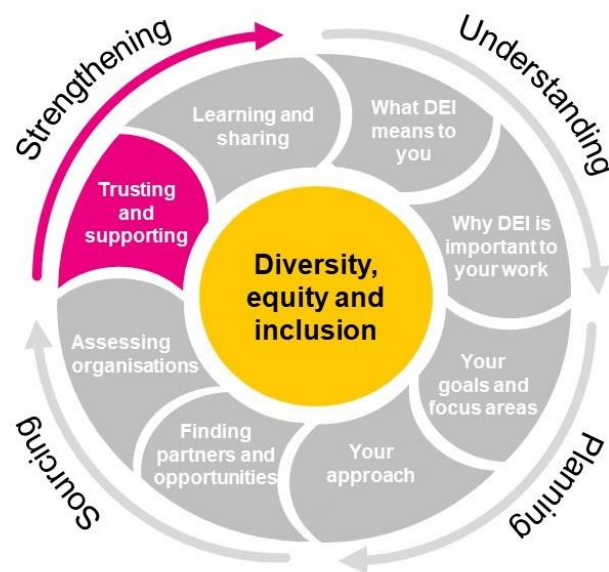 Strengthening
Understanding
Planning
Sourcing
Learning and
sharing
What DEI
means to
you
Why DEI is
important to
your work
Your
goals and
focus areas
Your
approach
Finding
partners and
opportunities
Assessing
organisations
Trusting
and
supporting
Diversity,
equity and
inclusion